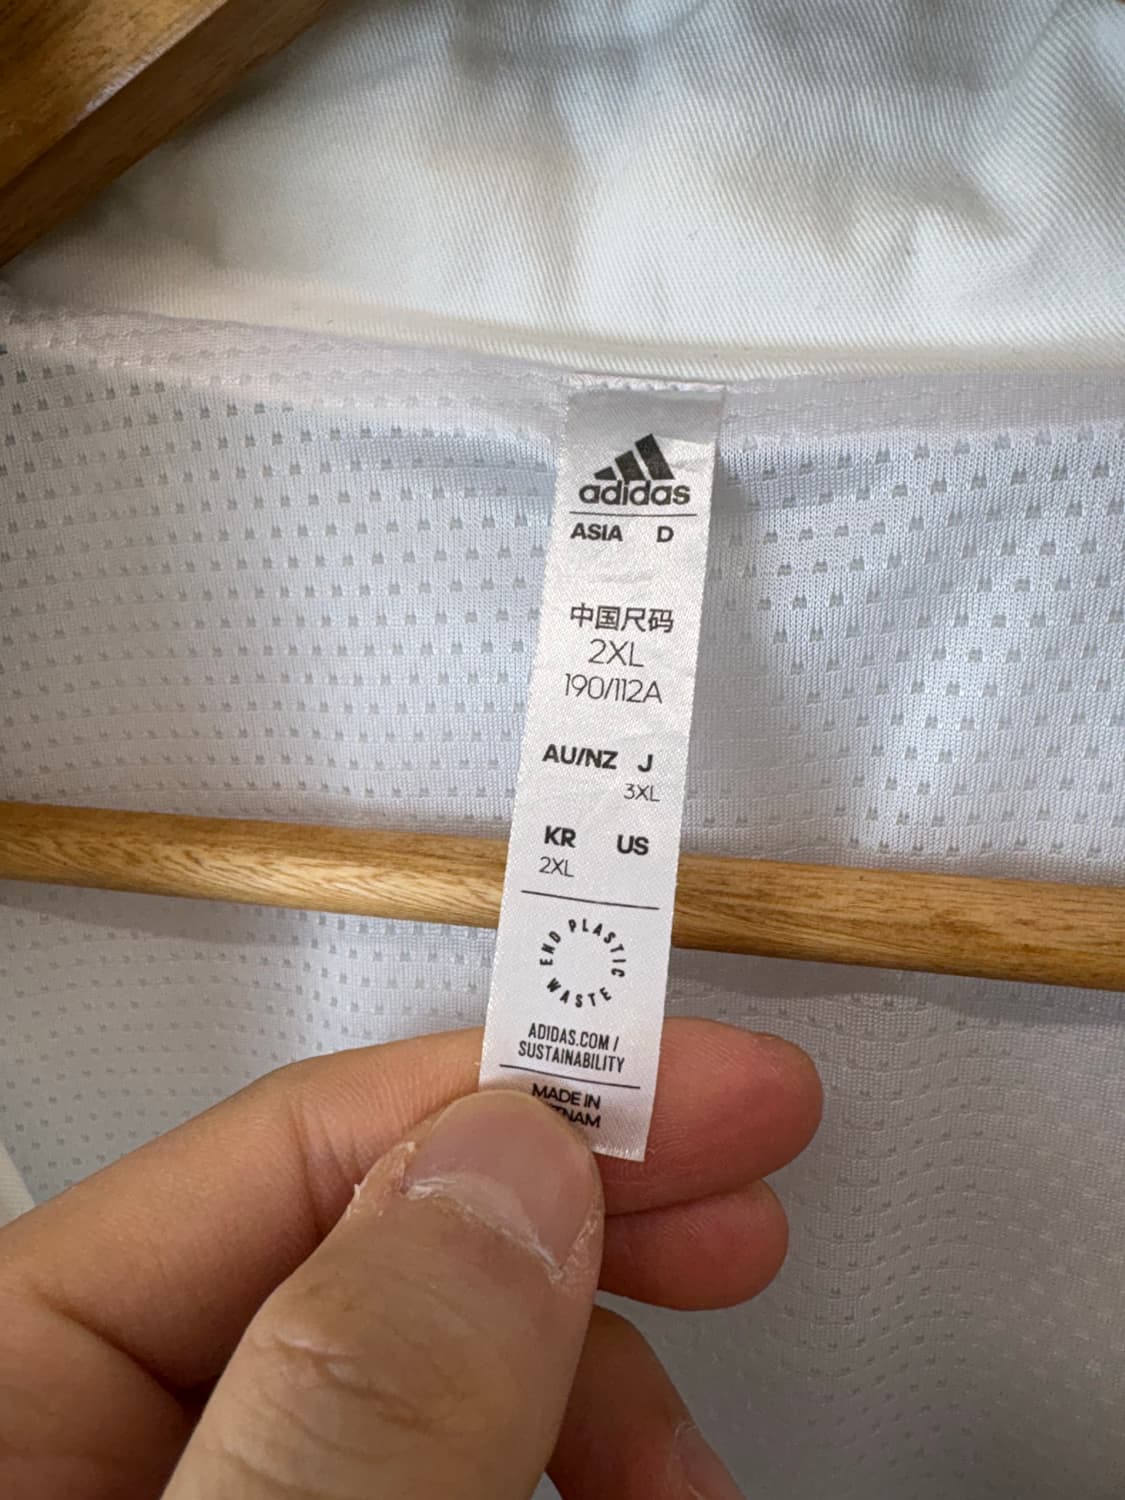 adidas
ASIA D
中国尺码
2XL
190/112A
AU/NZ J
3XL
KR US
2XL
END PLASTIC WASTE
ADIDAS.COM /
SUSTAINABILITY
MADE IN